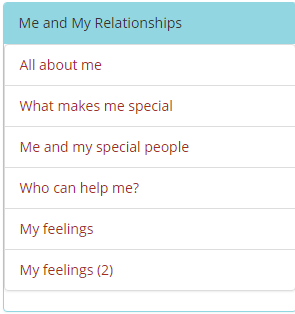 Me and My Relationships
All about me
What makes me special
Me and my special people
Who can help me?
My feelings
My feelings (2)